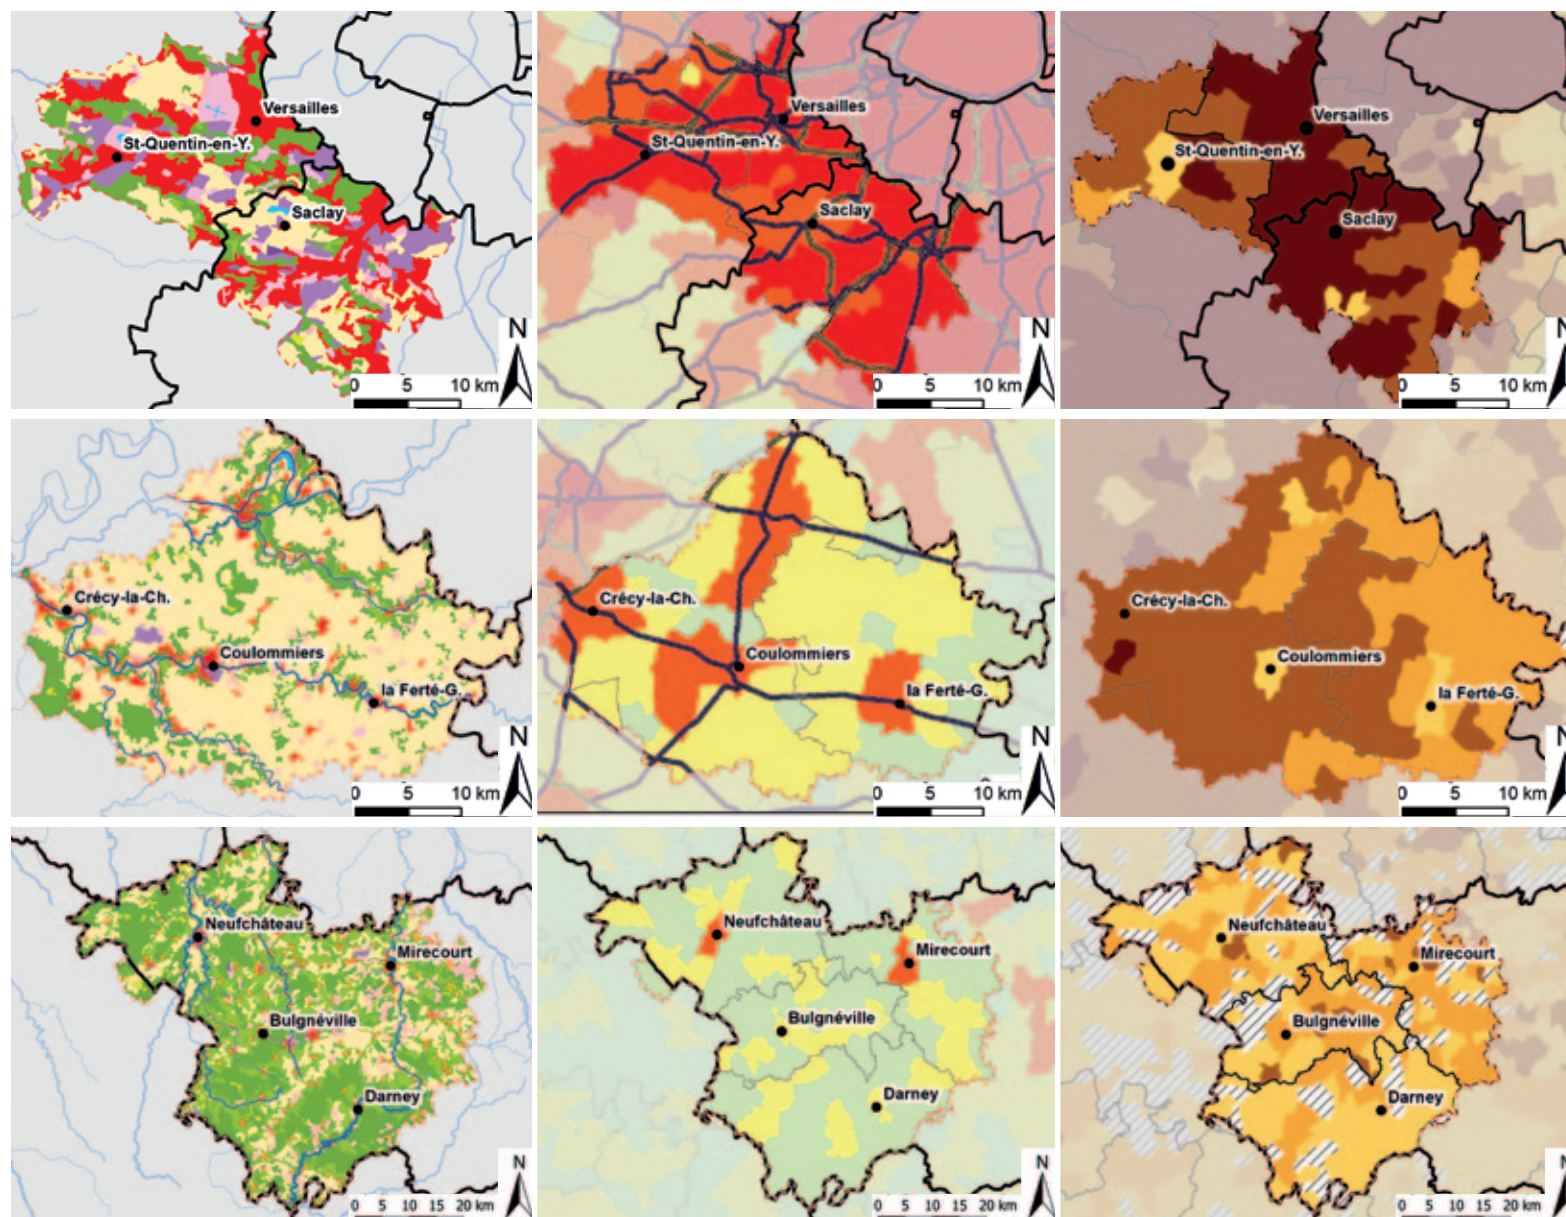 Versailles
St-Quentin-en-Y.
Saclay
N
0 5 10 km
Versailles
St-Quentin-en-Y.
Saclay
N
0 5 10 km
Versailles
St-Quentin-en-Y.
Saclay
N
0 5 10 km
Crécy-la-Ch.
Coulommiers
la Ferté-G.
N
0 5 10 km
Crécy-la-Ch.
Coulommiers
la Ferté-G.
N
0 5 10 km
Crécy-la-Ch.
Coulommiers
la Ferté-G.
N
0 5 10 km
Neufchâteau
Mirecourt
Bulgnéville
Darney
N
0 5 10 15 20 km
Neufchâteau
Mirecourt
Bulgnéville
Darney
N
0 5 10 15 20 km
Neufchâteau
Mirecourt
Bulgnéville
Darney
N
0 5 10 15 20 km